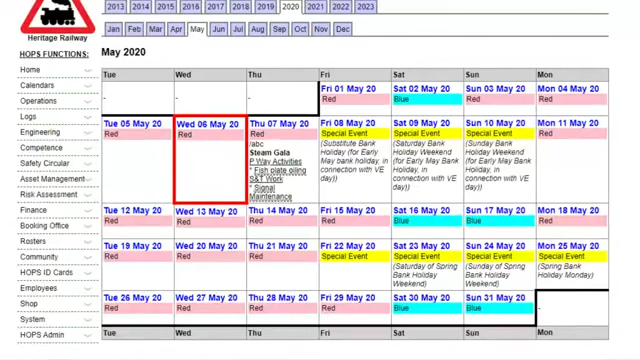 2013 2014 2015 2016 2017 2018 2019 2020 2021 2022 2023
Jan Feb Mar Apr May Jun Jul Aug Sep Oct Nov Dec
Heritage Railway
HOPS FUNCTIONS:
Home
Calendars
Operations
Logs
Engineering
Competence
Safety Circular
Asset Management
Risk Assessment
Finance
Booking Office
Rosters
Community
HOPS ID Cards
Employees
Shop
System
HOPS Admin
May 2020
Tue Wed Thu Fri Sat Sun Mon
- - - Fri 01 May 20 Sat 02 May 20 Sun 03 May 20 Mon 04 May 20
Red Blue Red Red
Tue 05 May 20 Wed 06 May 20 Thu 07 May 20 Fri 08 May 20 Sat 09 May 20 Sun 10 May 20 Mon 11 May 20
Red Red Red Special Event Special Event Special Event Red
/abc
Steam Gala
P Way Activities
* Fish plate oiling
S&T Work
* Signal
Maintenance
(Substitute Bank
Holiday (for Early
May bank holiday, in
connection with VE
day))
(Saturday Bank
Holiday Weekend
(for Early May Bank
Holiday, in
connection with VE
day))
(Sunday Bank
Holiday Weekend
(for Early May Bank
Holiday, in
connection with VE
day))
Tue 12 May 20 Wed 13 May 20 Thu 14 May 20 Fri 15 May 20 Sat 16 May 20 Sun 17 May 20 Mon 18 May 20
Red Red Red Red Blue Blue Red
Tue 19 May 20 Wed 20 May 20 Thu 21 May 20 Fri 22 May 20 Sat 23 May 20 Sun 24 May 20 Mon 25 May 20
Red Red Red Special Event Special Event Special Event Special Event
(Saturday of Spring
Bank Holiday
Weekend)
(Sunday of Spring
Bank Holiday
Weekend)
(Spring Bank
Holiday Monday)
Tue 26 May 20 Wed 27 May 20 Thu 28 May 20 Fri 29 May 20 Sat 30 May 20 Sun 31 May 20 -
Red Red Red Red Blue Blue
Tue Wed Thu Fri Sat Sun Mon